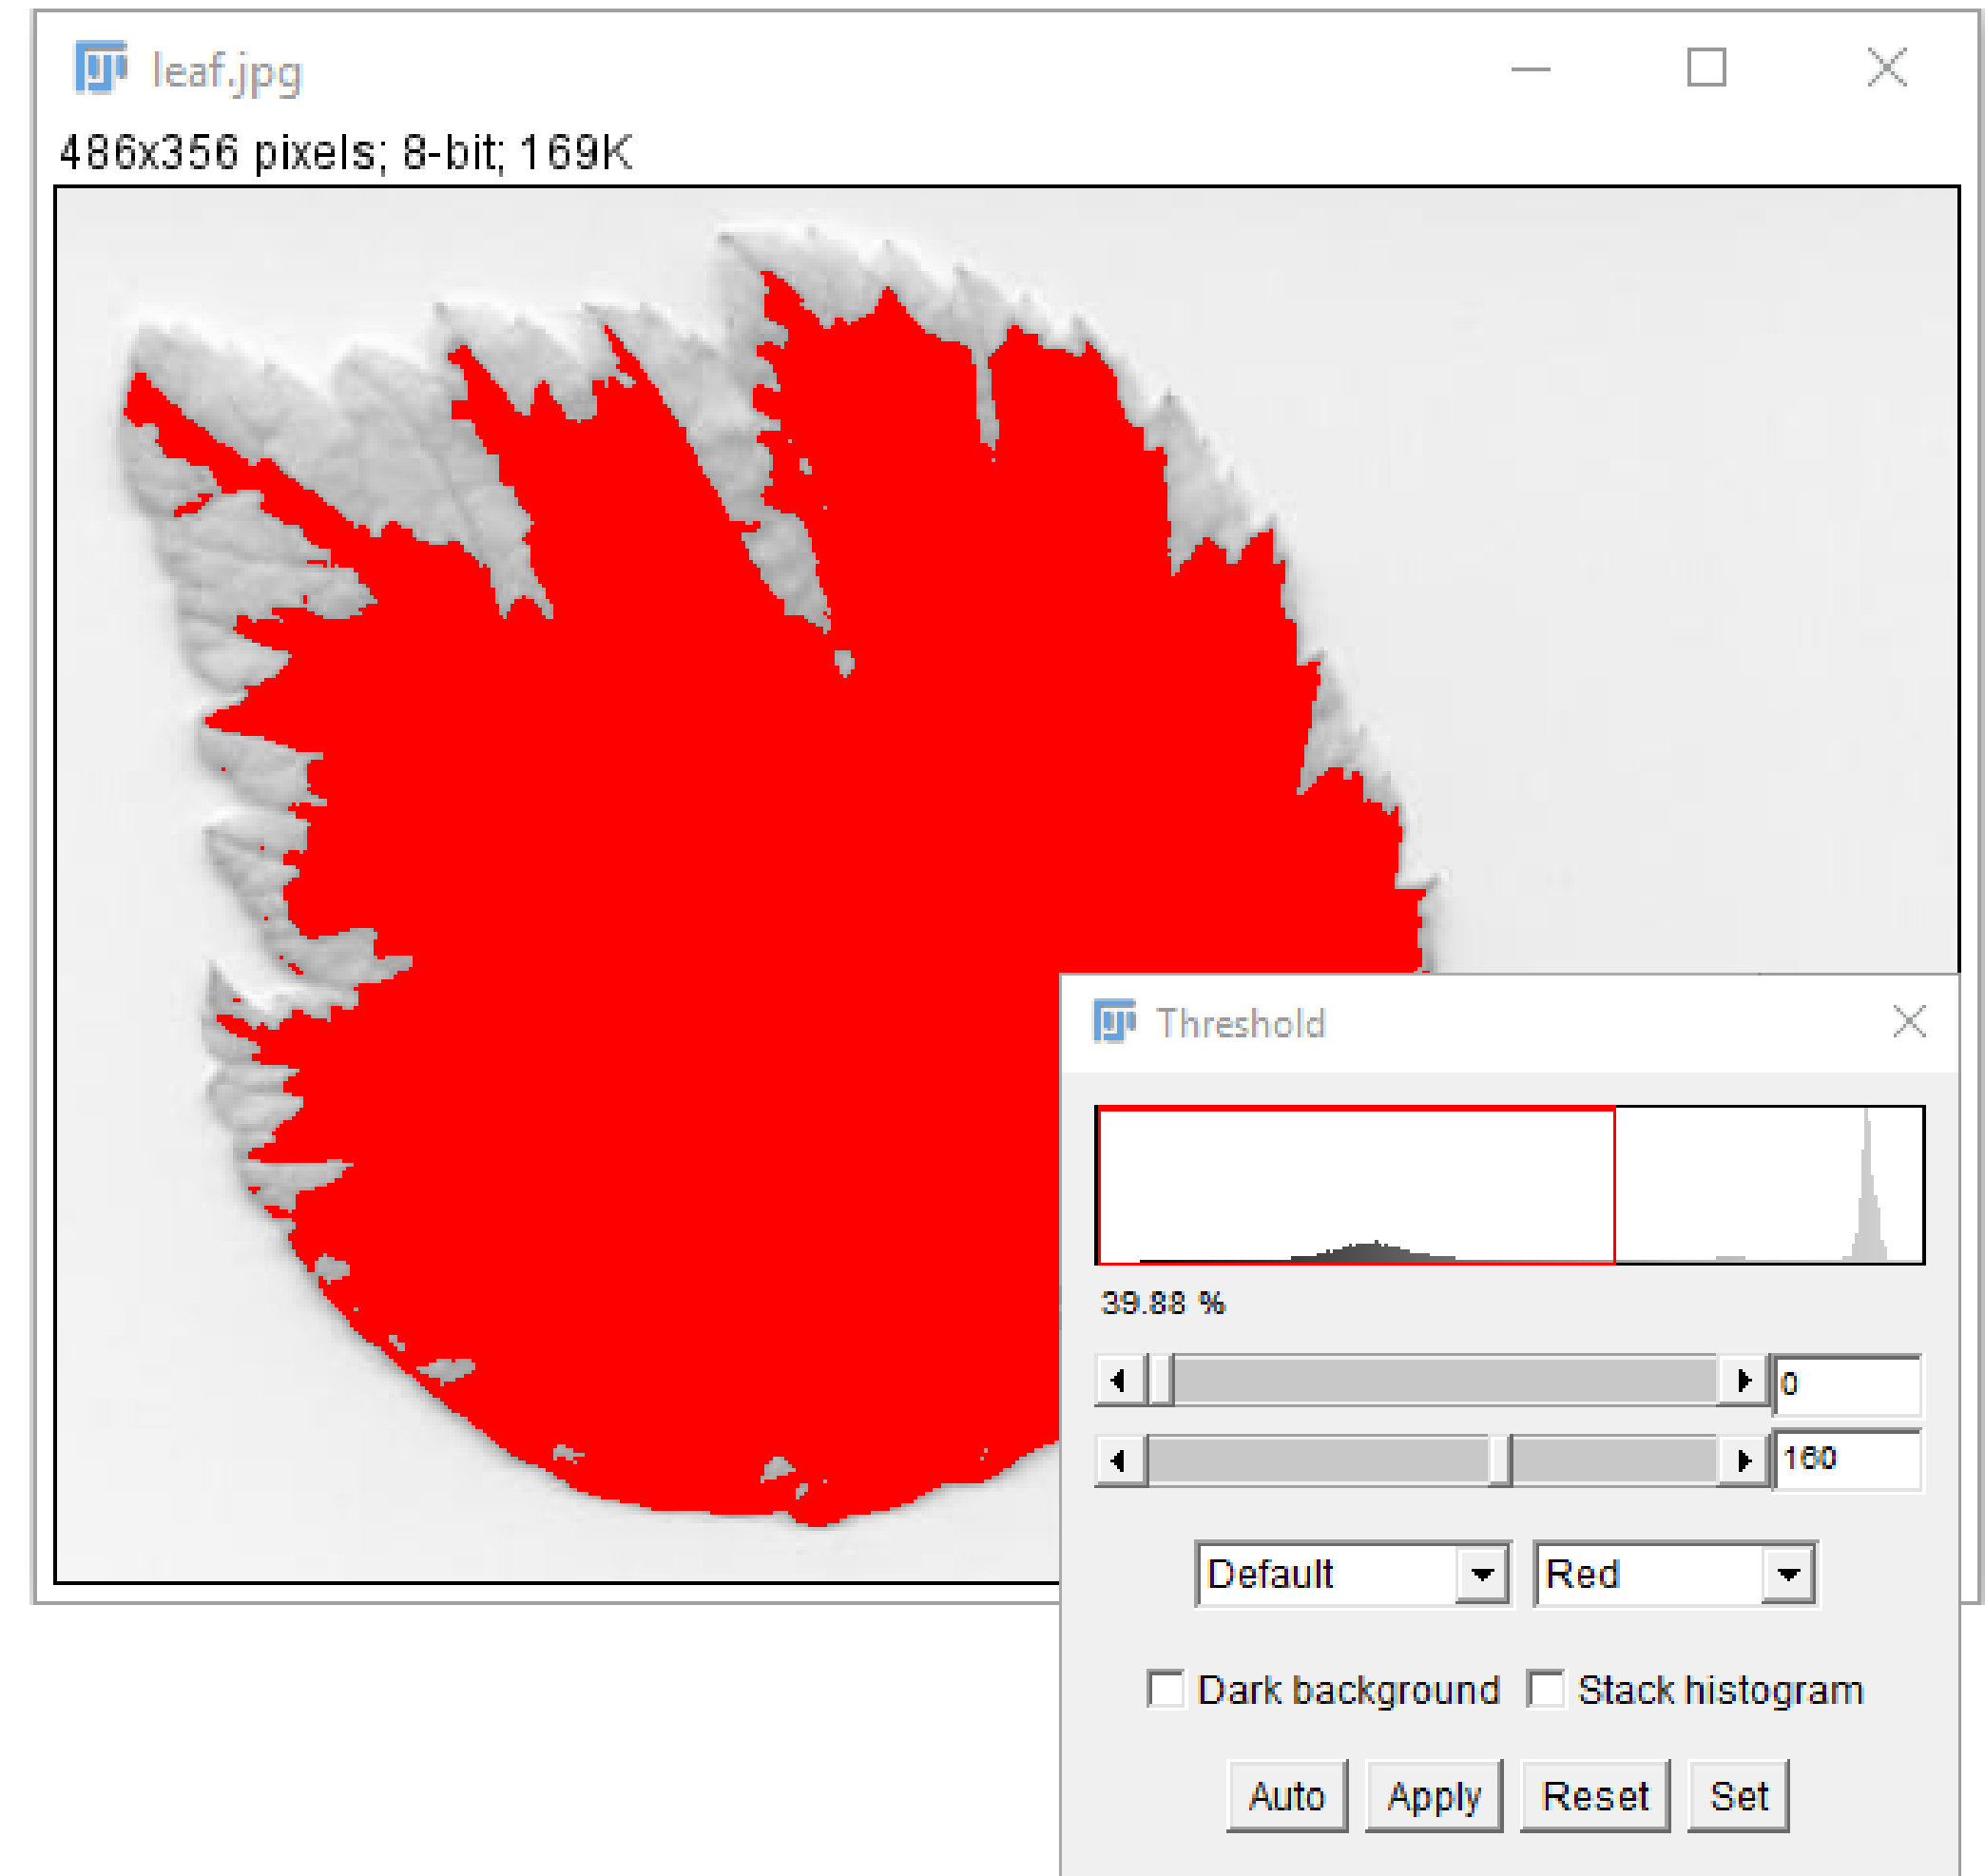 leaf.jpg
486x356 pixels; 8-bit; 169K
Threshold
39.88 %
0
160
Default Red
Dark background Stack histogram
Auto Apply Reset Set